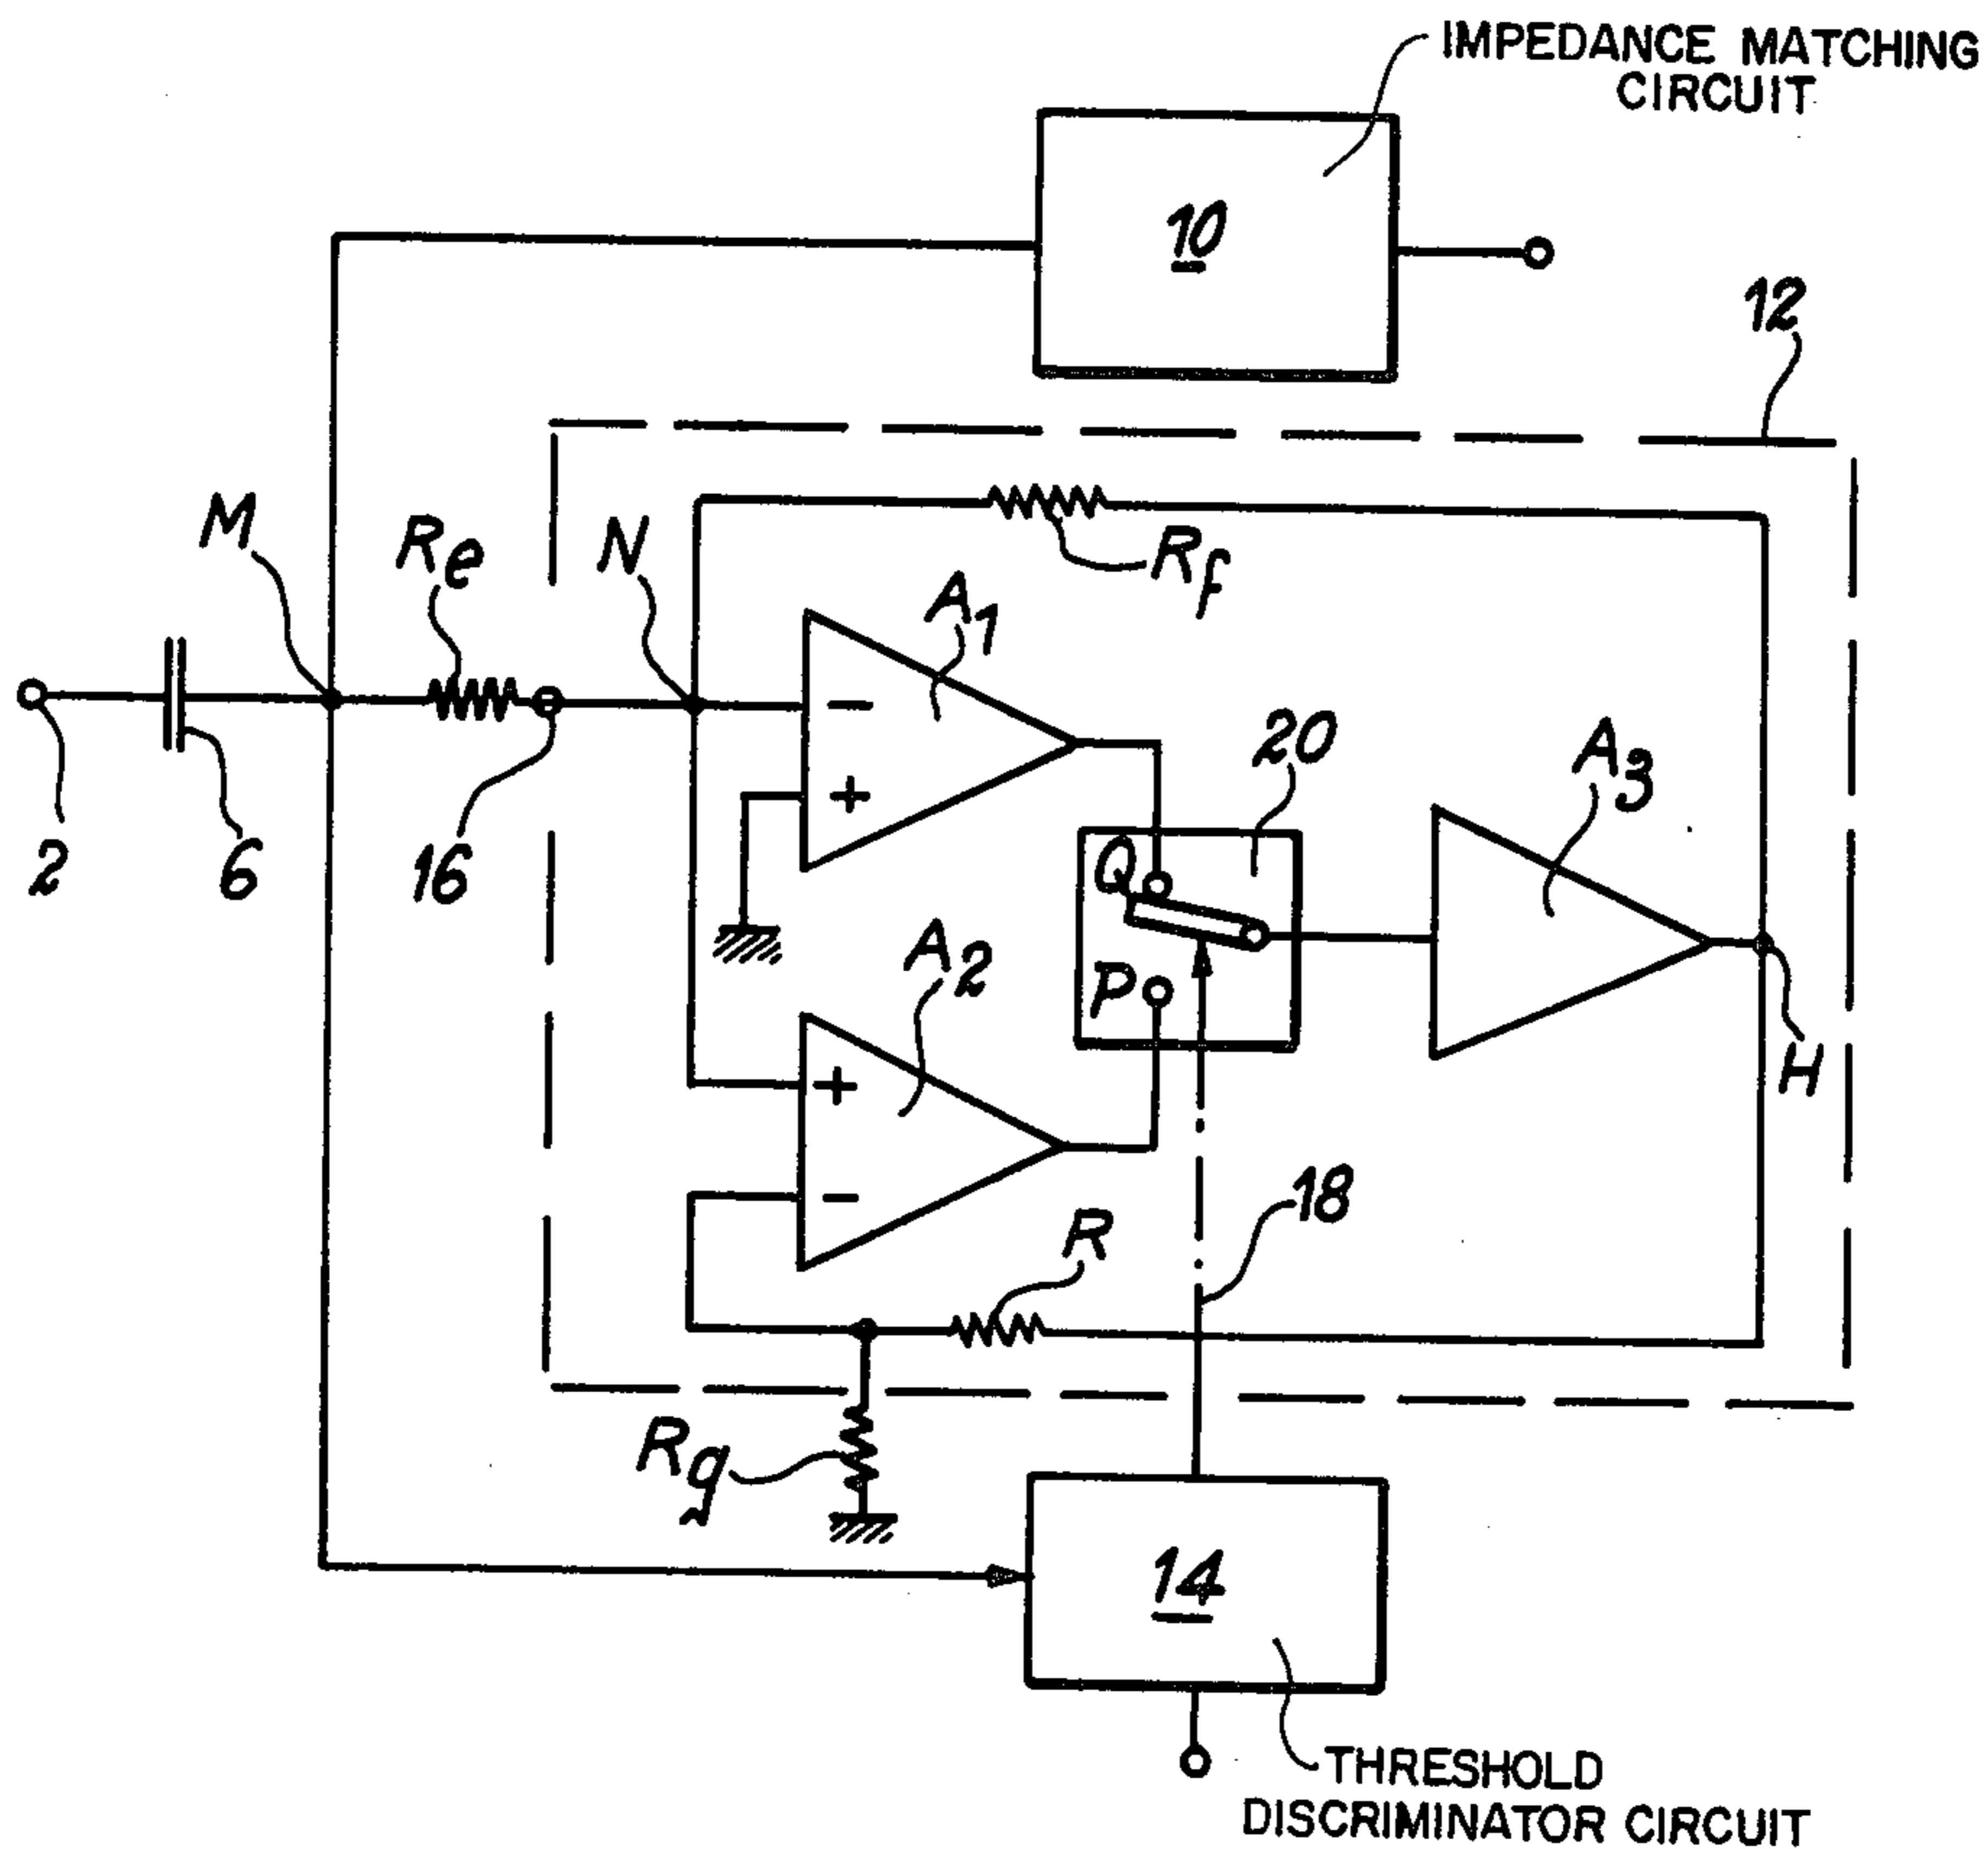 IMPEDANCE MATCHING
CIRCUIT
10
12
M
Re
N
Rf
A1
2
6
16
-
+
20
A3
Q
P
A2
+
-
H
18
R
Rg
14
THRESHOLD
DISCRIMINATOR CIRCUIT